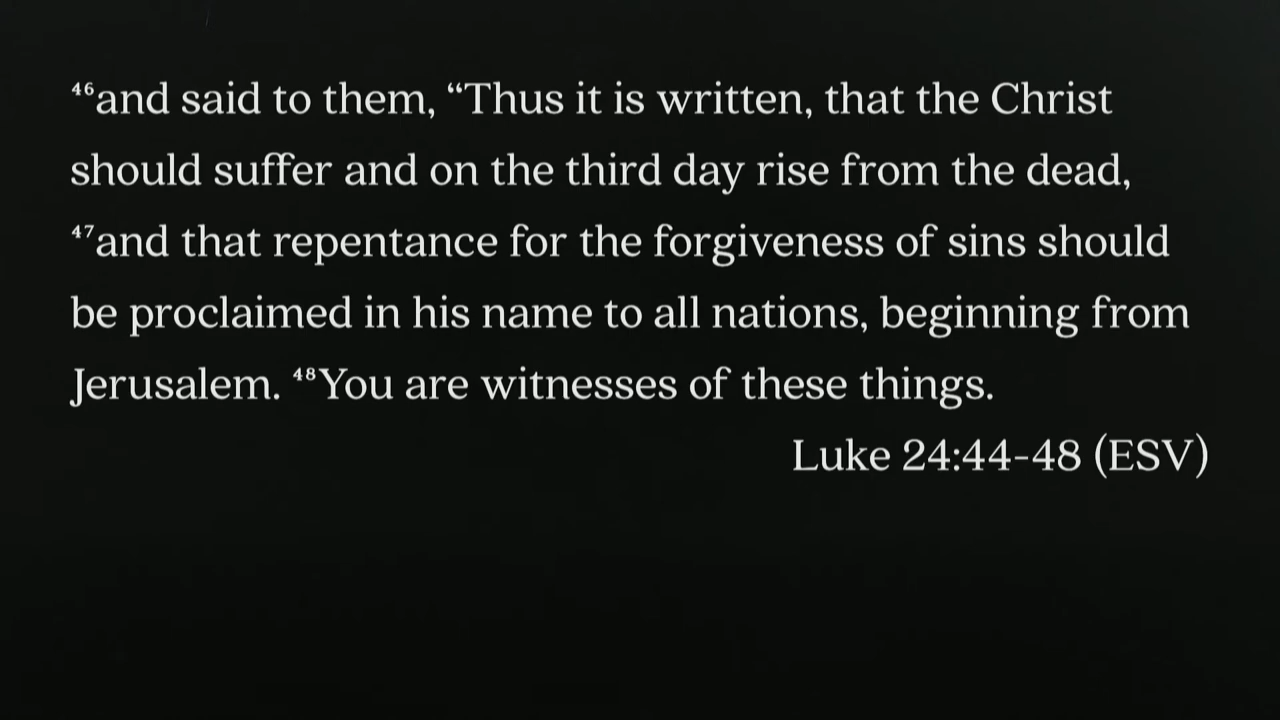 ⁴⁶and said to them, “Thus it is written, that the Christ
should suffer and on the third day rise from the dead,
⁴⁷and that repentance for the forgiveness of sins should
be proclaimed in his name to all nations, beginning from
Jerusalem. ⁴⁸You are witnesses of these things.
Luke 24:44-48 (ESV)